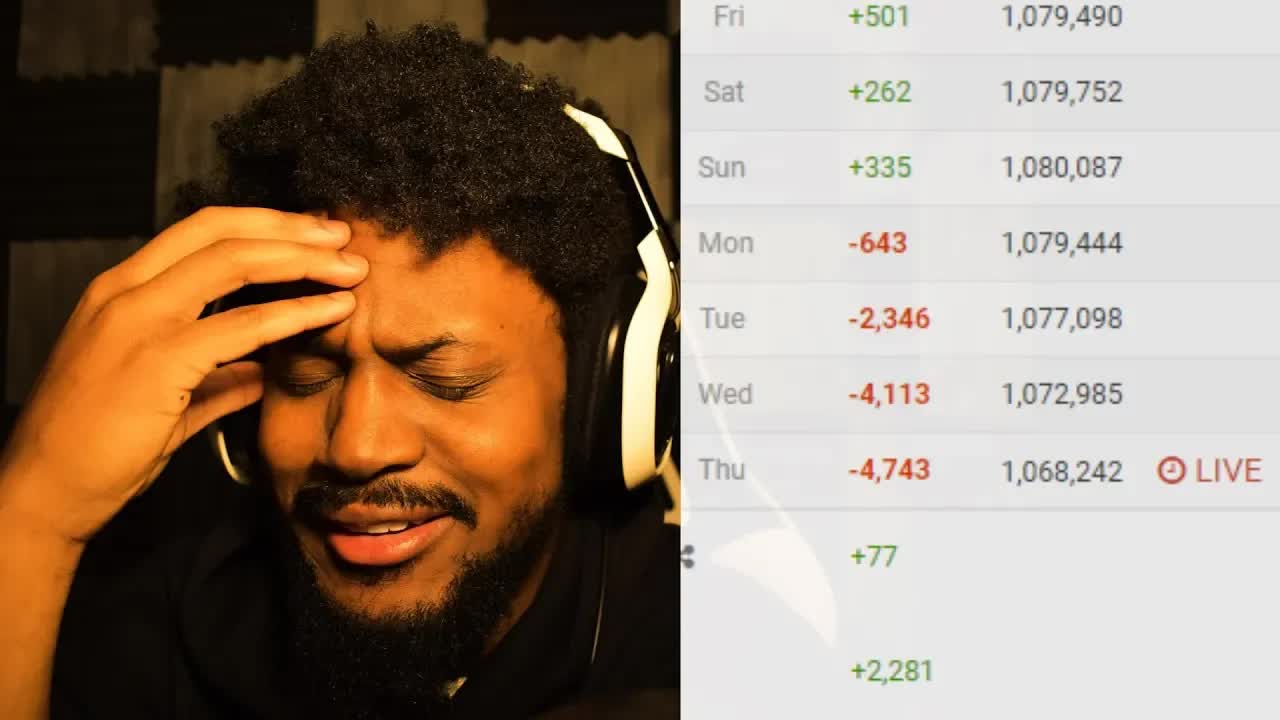 Fri +501 1,079,490
Sat +262 1,079,752
Sun +335 1,080,087
Mon -643 1,079,444
Tue -2,346 1,077,098
Wed -4,113 1,072,985
Thu -4,743 1,068,242 LIVE
+77
+2,281